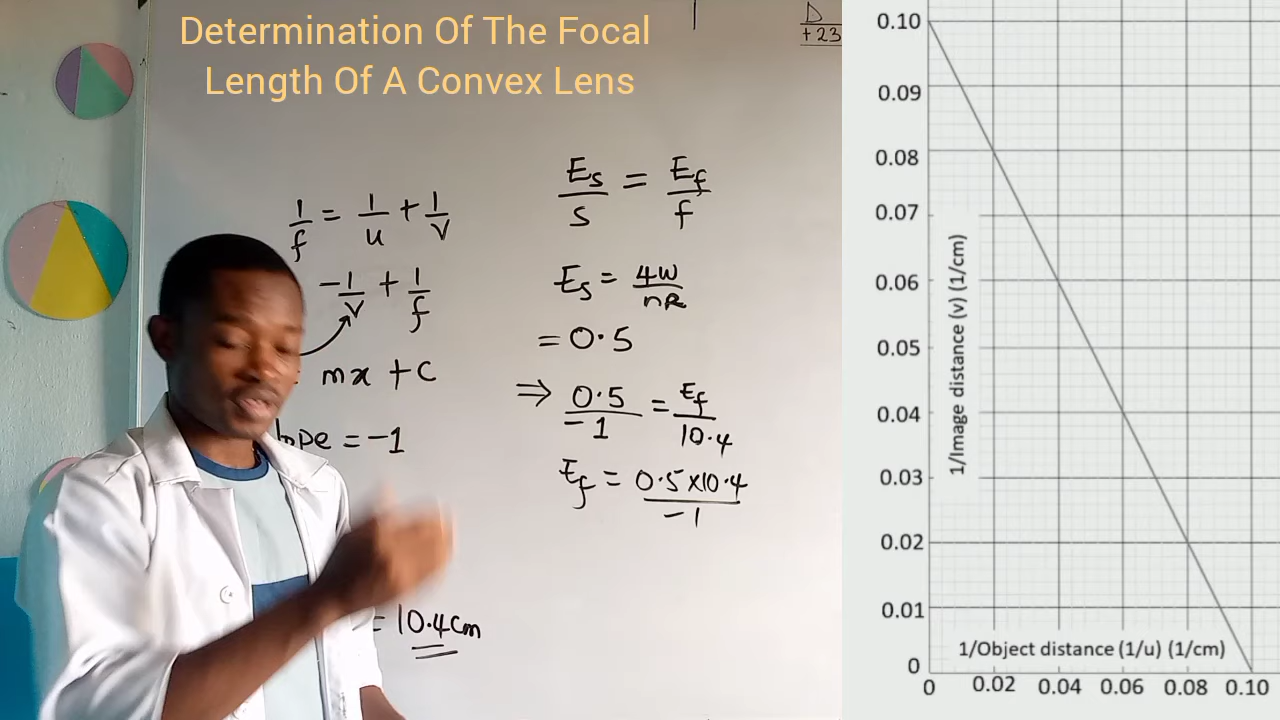 Determination Of The Focal
Length Of A Convex Lens
D
+23
1/f = 1/u + 1/v
-1/v + 1/f
mx + c
lope = -1
= 10.4cm
Es/s = Ef/f
Es = 4W/nR
= 0.5
⇒ 0.5/-1 = Ef/10.4
Ef = 0.5×10.4/-1
0.10
0.09
0.08
0.07
0.06
0.05
0.04
0.03
0.02
0.01
0
1/Image distance (v) (1/cm)
1/Object distance (1/u) (1/cm)
0 0.02 0.04 0.06 0.08 0.10